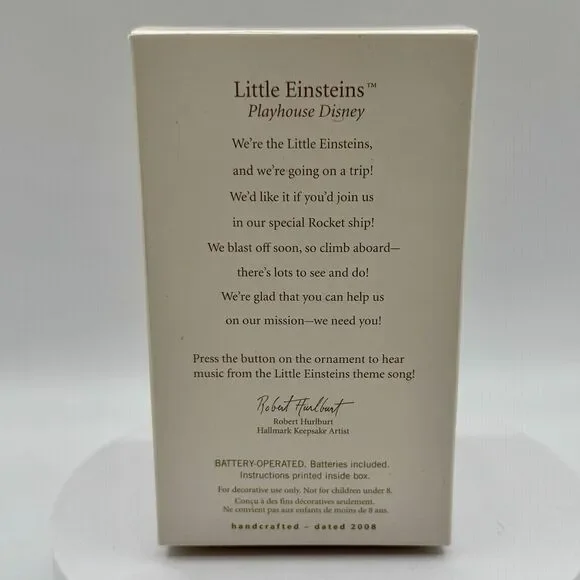 Little Einsteins™
Playhouse Disney
We're the Little Einsteins,
and we're going on a trip!
We'd like it if you'd join us
in our special Rocket ship!
We blast off soon, so climb aboard—
there's lots to see and do!
We're glad that you can help us
on our mission—we need you!
Press the button on the ornament to hear
music from the Little Einsteins theme song!
Robert Hurlburt
Robert Hurlburt
Hallmark Keepsake Artist
BATTERY-OPERATED. Batteries included.
Instructions printed inside box.
For decorative use only. Not for children under 8.
Conçu à des fins décoratives seulement.
Ne convient pas aux enfants de moins de 8 ans.
handcrafted – dated 2008